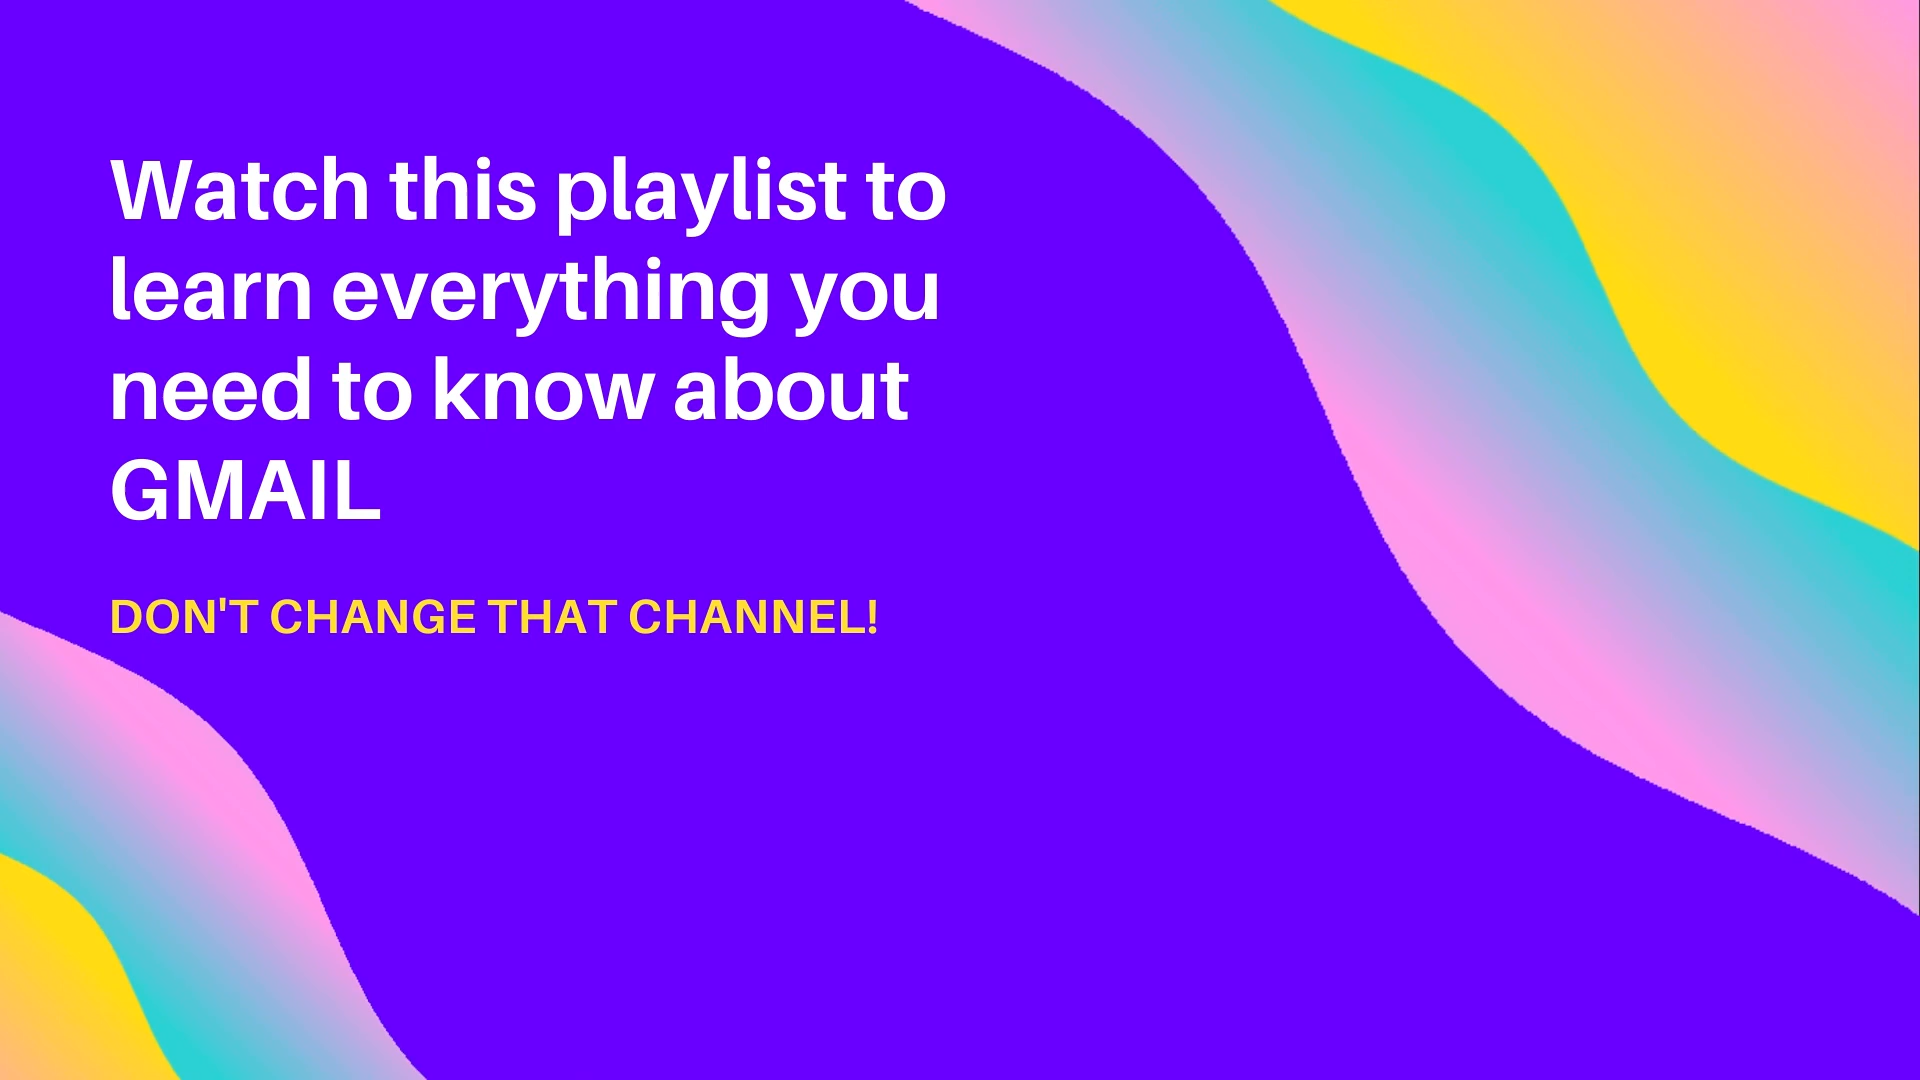 Watch this playlist to
learn everything you
need to know about
GMAIL
DON'T CHANGE THAT CHANNEL!